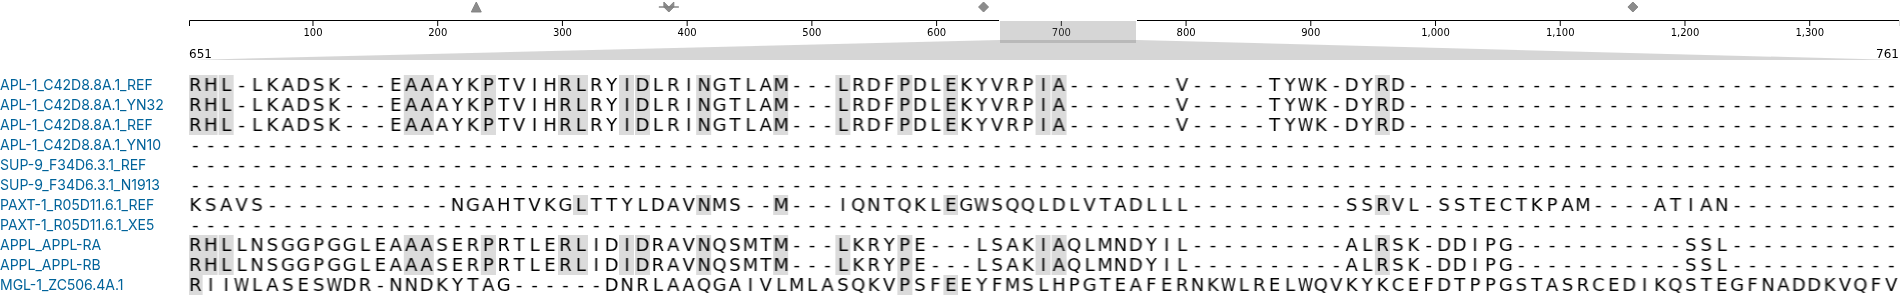 100 200 300 400 500 600 700 800 900 1,000 1,100 1,200 1,300
651 761
APL-1_C42D8.8A.1_REF RHL-LKADSK---EAAAYKPTVIHRLRYIDLRINGTLAM---LRDFPDLEKYVRPIA-------V-----TYWK-DYRD--------------------------------
APL-1_C42D8.8A.1_YN32 RHL-LKADSK---EAAAYKPTVIHRLRYIDLRINGTLAM---LRDFPDLEKYVRPIA-------V-----TYWK-DYRD--------------------------------
APL-1_C42D8.8A.1_REF RHL-LKADSK---EAAAYKPTVIHRLRYIDLRINGTLAM---LRDFPDLEKYVRPIA-------V-----TYWK-DYRD--------------------------------
APL-1_C42D8.8A.1_YN10 ---------------------------------------------------------------------------------------------------------------
SUP-9_F34D6.3.1_REF ---------------------------------------------------------------------------------------------------------------
SUP-9_F34D6.3.1_N1913 ---------------------------------------------------------------------------------------------------------------
PAXT-1_R05D11.6.1_REF KSAVS------------NGAHTVKGLTTYLDAVNMS--M---IQNTQKLEGWSQQLDLVTADLLL----------SSRVL-SSTECTKPAM----ATIAN-----------
PAXT-1_R05D11.6.1_XE5 ---------------------------------------------------------------------------------------------------------------
APPL_APPL-RA RHLLNSGGPGGLEAAASERPRTLERLIDIDRAVNQSMTM---LKRYPE---LSAKIAQLMNDYIL----------ALRSK-DDIPG-----------SSL-----------
APPL_APPL-RB RHLLNSGGPGGLEAAASERPRTLERLIDIDRAVNQSMTM---LKRYPE---LSAKIAQLMNDYIL----------ALRSK-DDIPG-----------SSL-----------
MGL-1_ZC506.4A.1 RIIWLASESWDR-NNDKYTAG------DNRLAAQGAIVLMLASQKVPSFEEYFMSLHPGTEAFERNKWLRELWQVKYKCEFDTPPGSTASRCEDIKQSTEGFNADDKVQFV